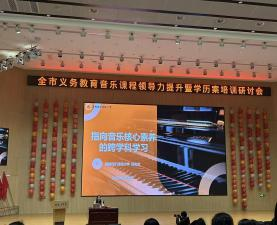 全市义务教育音乐课程领导力提升暨学历案培训研讨会
指向音乐核心素养
的跨学科学习